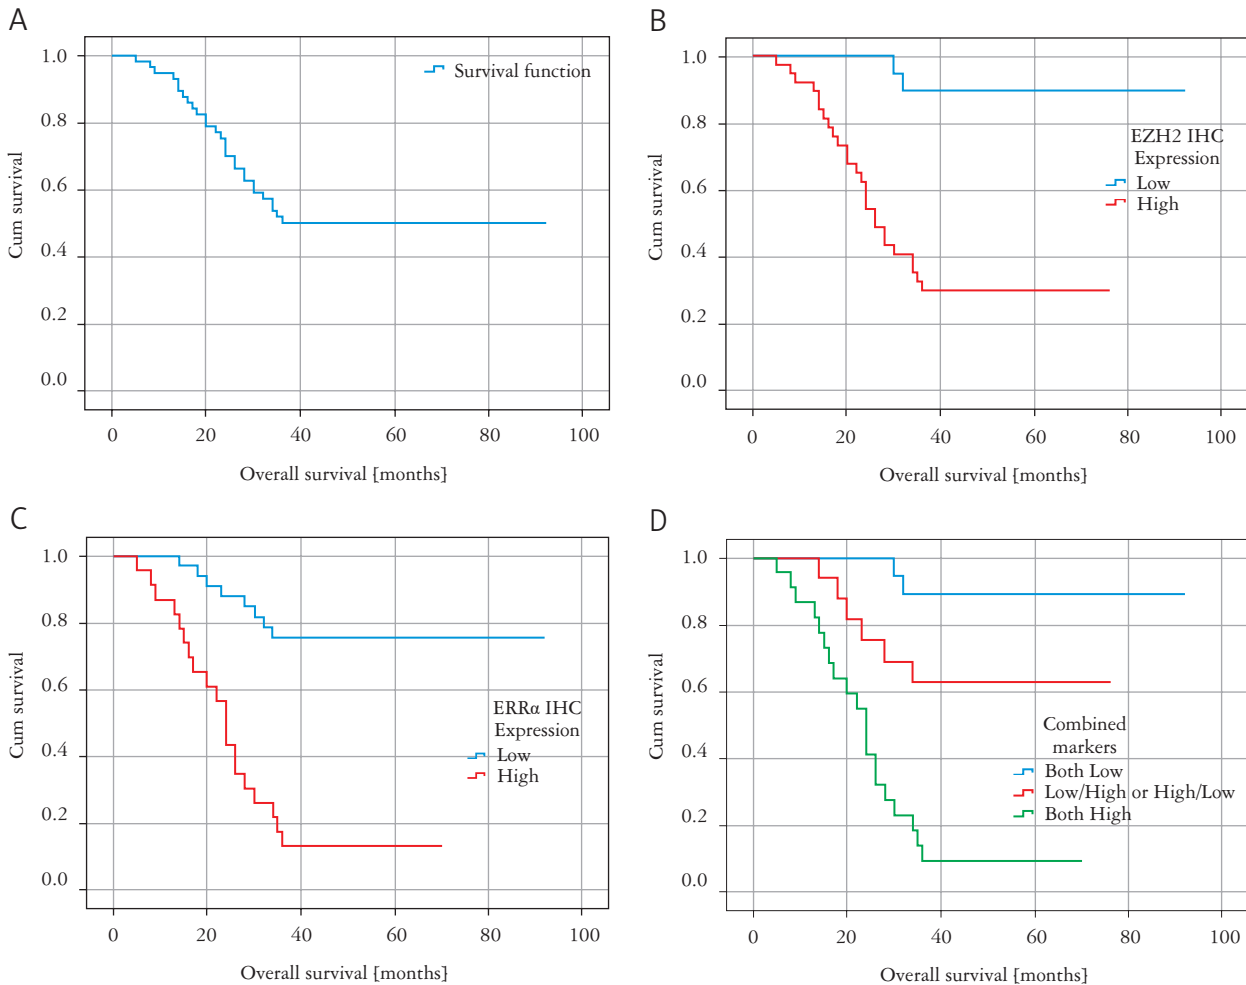 A
1.0
0.8
0.6
0.4
0.2
0.0
Cum survival
Survival function
0 20 40 60 80 100
Overall survival [months]
B
1.0
0.8
0.6
0.4
0.2
0.0
Cum survival
EZH2 IHC
Expression
Low
High
0 20 40 60 80 100
Overall survival [months]
C
1.0
0.8
0.6
0.4
0.2
0.0
Cum survival
ERRα IHC
Expression
Low
High
0 20 40 60 80 100
Overall survival [months]
D
1.0
0.8
0.6
0.4
0.2
0.0
Cum survival
Combined
markers
Both Low
Low/High or High/Low
Both High
0 20 40 60 80 100
Overall survival [months]